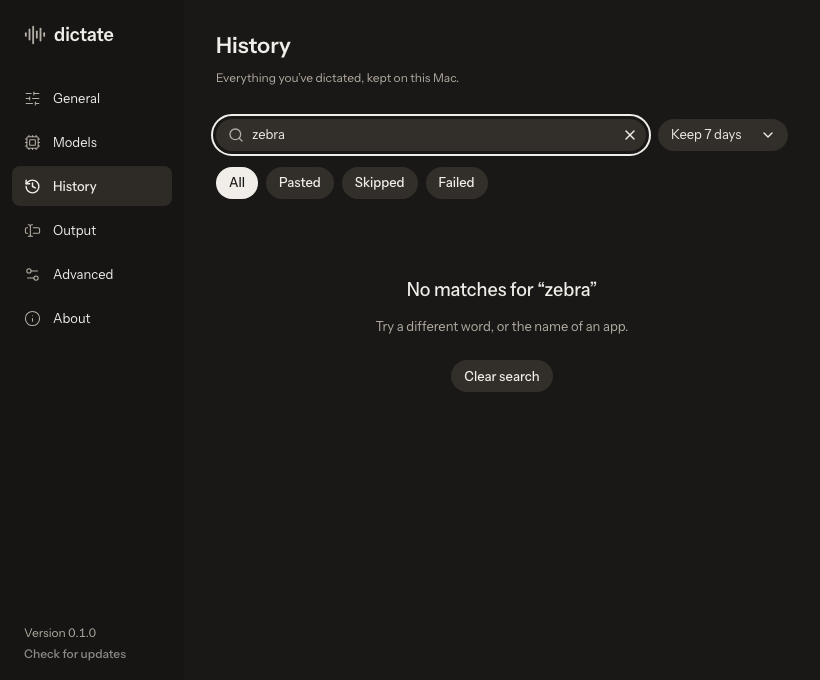 dictate
General
Models
History
Output
Advanced
About
Version 0.1.0
Check for updates
History
Everything you've dictated, kept on this Mac.
zebra
Keep 7 days
All
Pasted
Skipped
Failed
No matches for “zebra”
Try a different word, or the name of an app.
Clear search